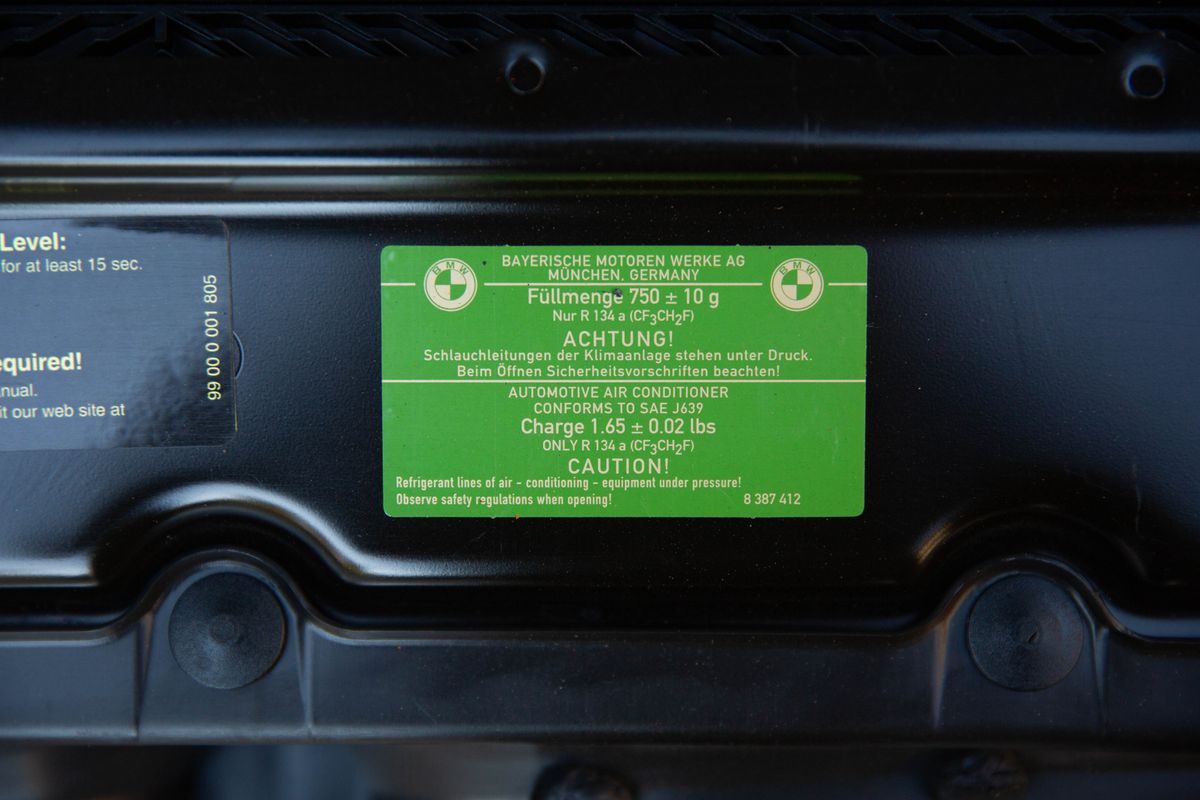 Level:
for at least 15 sec.
equired!
anual.
it our web site at
99 00 0 001 805
BMW
BMW
BAYERISCHE MOTOREN WERKE AG
MÜNCHEN, GERMANY
Füllmenge 750 ± 10 g
Nur R 134 a (CF3CH2F)
ACHTUNG!
Schlauchleitungen der Klimaanlage stehen unter Druck.
Beim Öffnen Sicherheitsvorschriften beachten!
AUTOMOTIVE AIR CONDITIONER
CONFORMS TO SAE J639
Charge 1.65 ± 0.02 lbs
ONLY R 134 a (CF3CH2F)
CAUTION!
Refrigerant lines of air - conditioning - equipment under pressure!
Observe safety regulations when opening!
8 387 412